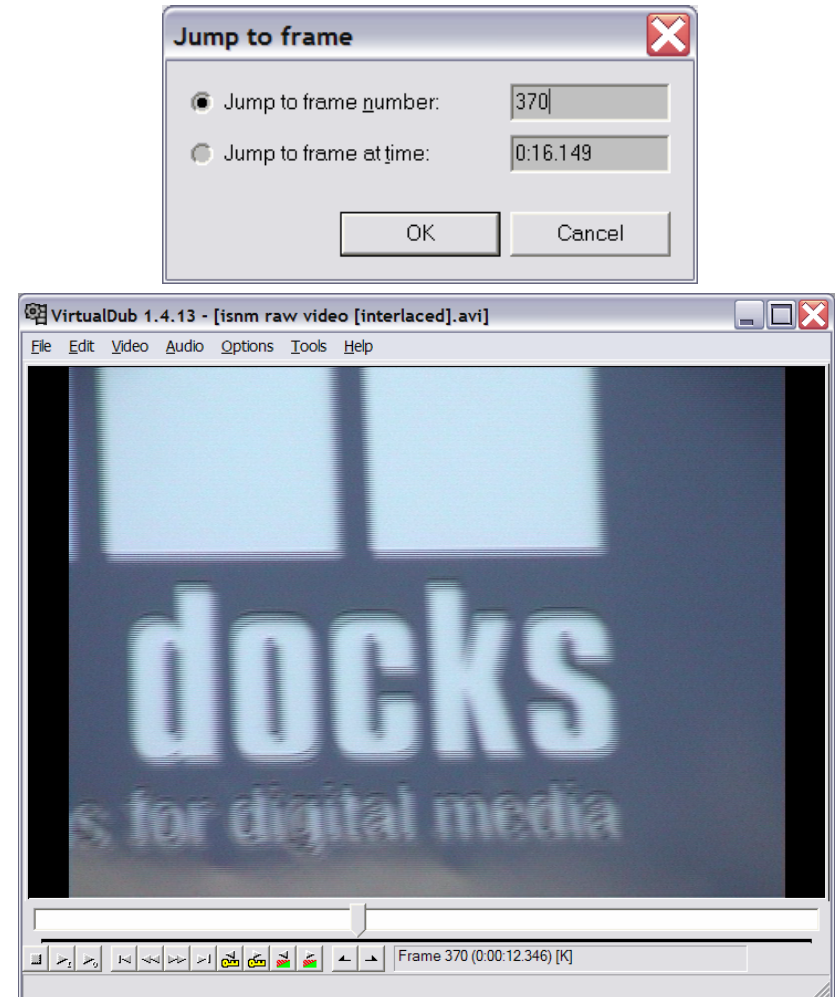 Jump to frame
Jump to frame number: 370
Jump to frame at time: 0:16.149
OK Cancel
VirtualDub 1.4.13 - [isnm raw video [interlaced].avi]
File Edit Video Audio Options Tools Help
docks
s for digital media
Frame 370 (0:00:12.346) [K]